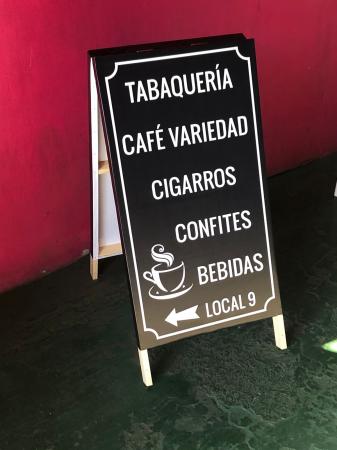 TABAQUERÍA
CAFÉ VARIEDAD
CIGARROS
CONFITES
BEBIDAS
LOCAL 9